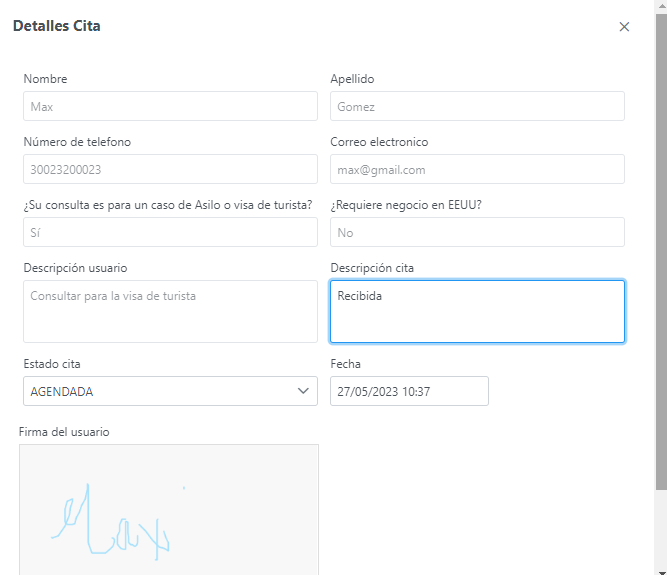 Detalles Cita
Nombre Apellido
Max Gomez
Número de telefono Correo electronico
30023200023 max@gmail.com
¿Su consulta es para un caso de Asilo o visa de turista? ¿Requiere negocio en EEUU?
Sí No
Descripción usuario Descripción cita
Consultar para la visa de turista Recibida
Estado cita Fecha
AGENDADA 27/05/2023 10:37
Firma del usuario
Max